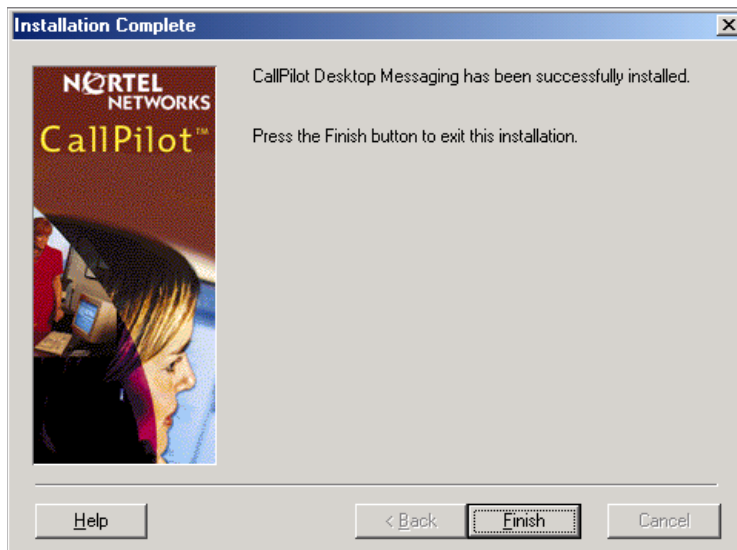 Installation Complete
NORTEL
NETWORKS
CallPilot™
CallPilot Desktop Messaging has been successfully installed.
Press the Finish button to exit this installation.
Help
< Back
Finish
Cancel